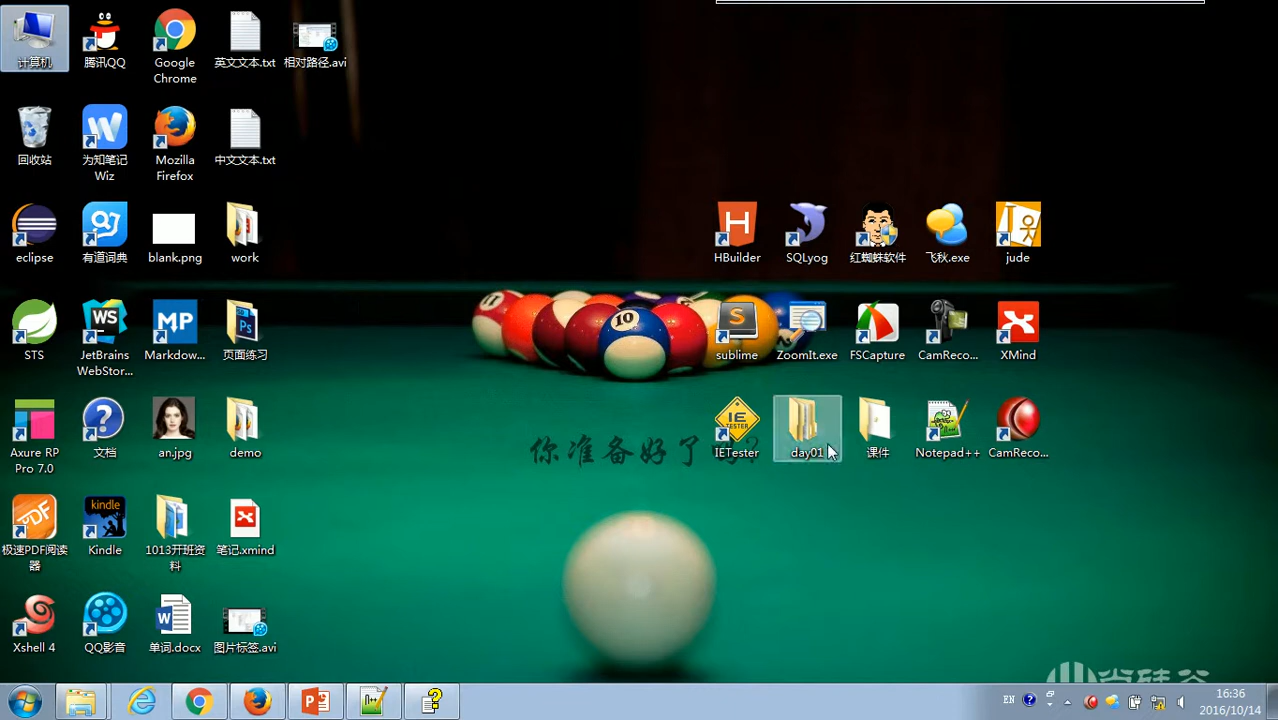 计算机
腾讯QQ
Google
Chrome
英文文本.txt
相对路径.avi
回收站
为知笔记
Wiz
Mozilla
Firefox
中文文本.txt
eclipse
有道词典
blank.png
work
HBuilder
SQLyog
红蜘蛛软件
飞秋.exe
jude
STS
JetBrains
WebStor...
Markdow...
页面练习
sublime
ZoomIt.exe
FSCapture
CamReco...
XMind
Axure RP
Pro 7.0
文档
an.jpg
demo
你准备好了吗?
IETester
day01
课件
Notepad++
CamReco...
极速PDF阅读
器
Kindle
1013开班资
料
笔记.xmind
Xshell 4
QQ影音
单词.docx
图片标签.avi
尚硅谷
EN
16:36
2016/10/14